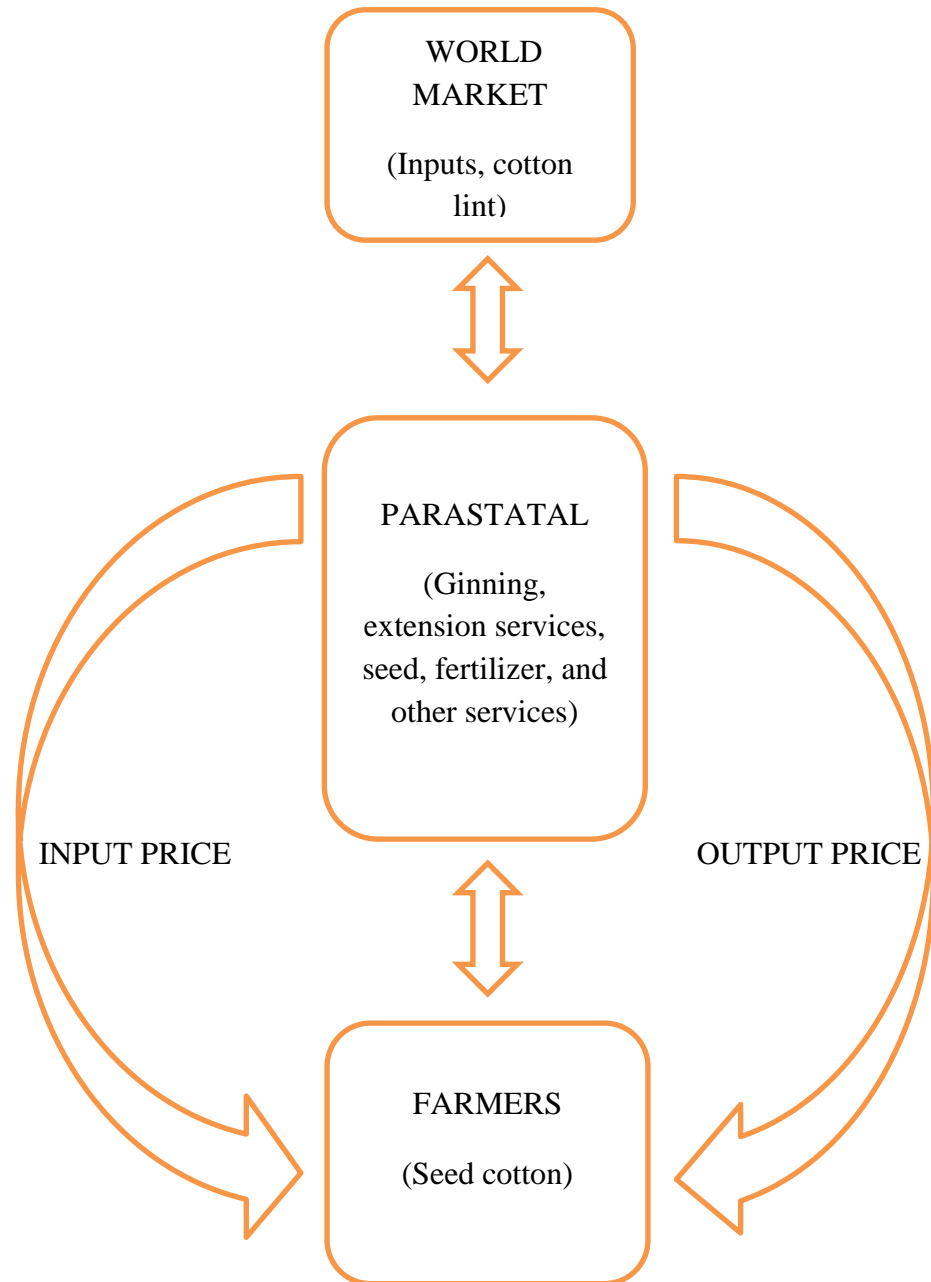 WORLD
MARKET
(Inputs, cotton
lint)
PARASTATAL
(Ginning,
extension services,
seed, fertilizer, and
other services)
INPUT PRICE
OUTPUT PRICE
FARMERS
(Seed cotton)